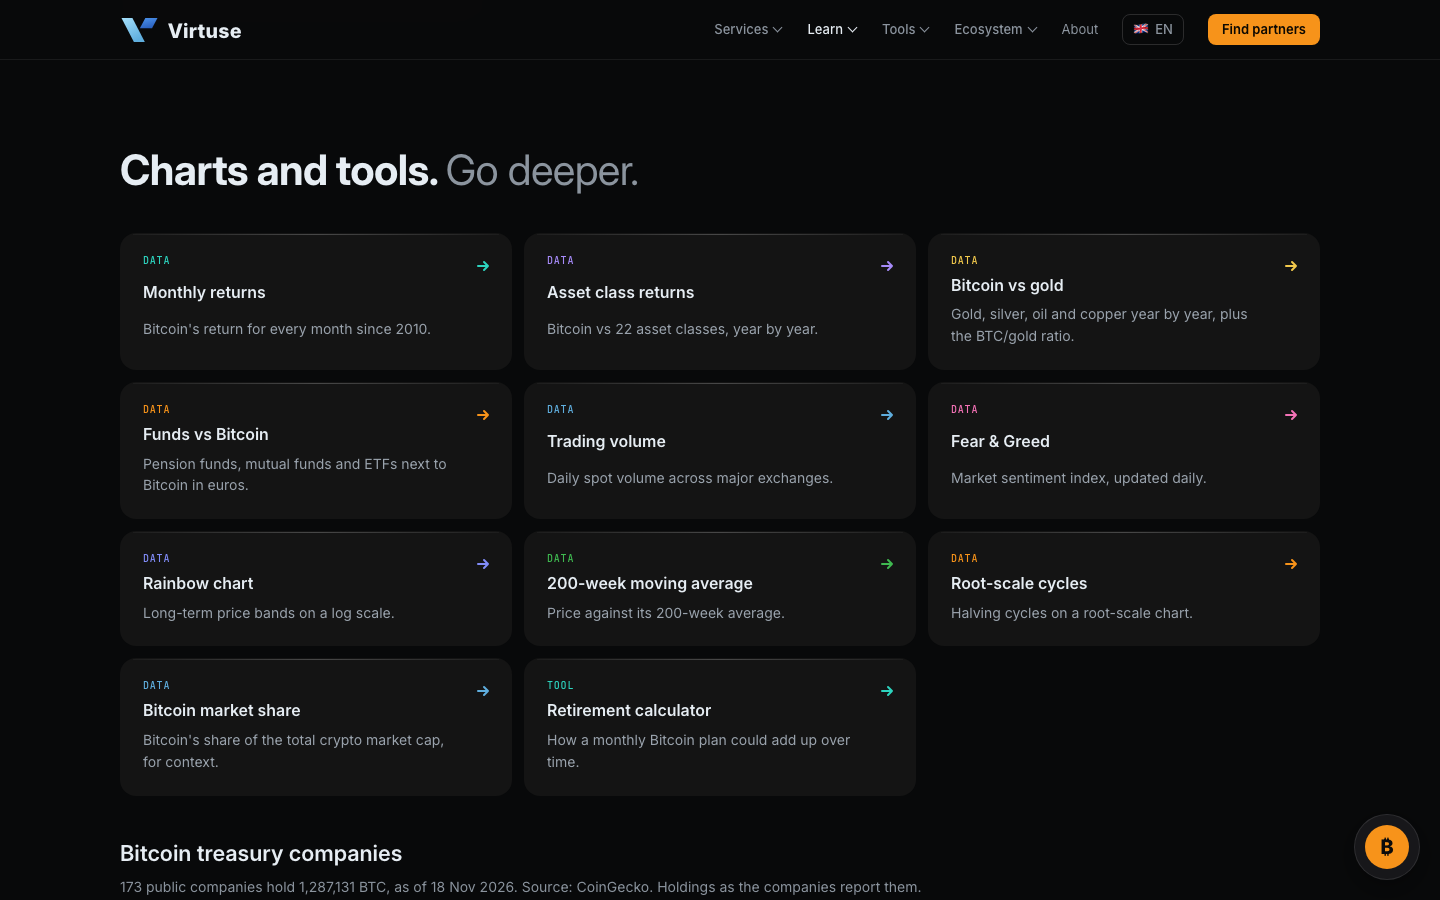 Virtuse
Services
Learn
Tools
Ecosystem
About
EN
Find partners
Charts and tools. Go deeper.
DATA
Monthly returns
Bitcoin's return for every month since 2010.
DATA
Asset class returns
Bitcoin vs 22 asset classes, year by year.
DATA
Bitcoin vs gold
Gold, silver, oil and copper year by year, plus
the BTC/gold ratio.
DATA
Funds vs Bitcoin
Pension funds, mutual funds and ETFs next to
Bitcoin in euros.
DATA
Trading volume
Daily spot volume across major exchanges.
DATA
Fear & Greed
Market sentiment index, updated daily.
DATA
Rainbow chart
Long-term price bands on a log scale.
DATA
200-week moving average
Price against its 200-week average.
DATA
Root-scale cycles
Halving cycles on a root-scale chart.
DATA
Bitcoin market share
Bitcoin's share of the total crypto market cap,
for context.
TOOL
Retirement calculator
How a monthly Bitcoin plan could add up over
time.
Bitcoin treasury companies
173 public companies hold 1,287,131 BTC, as of 18 Nov 2026. Source: CoinGecko. Holdings as the companies report them.